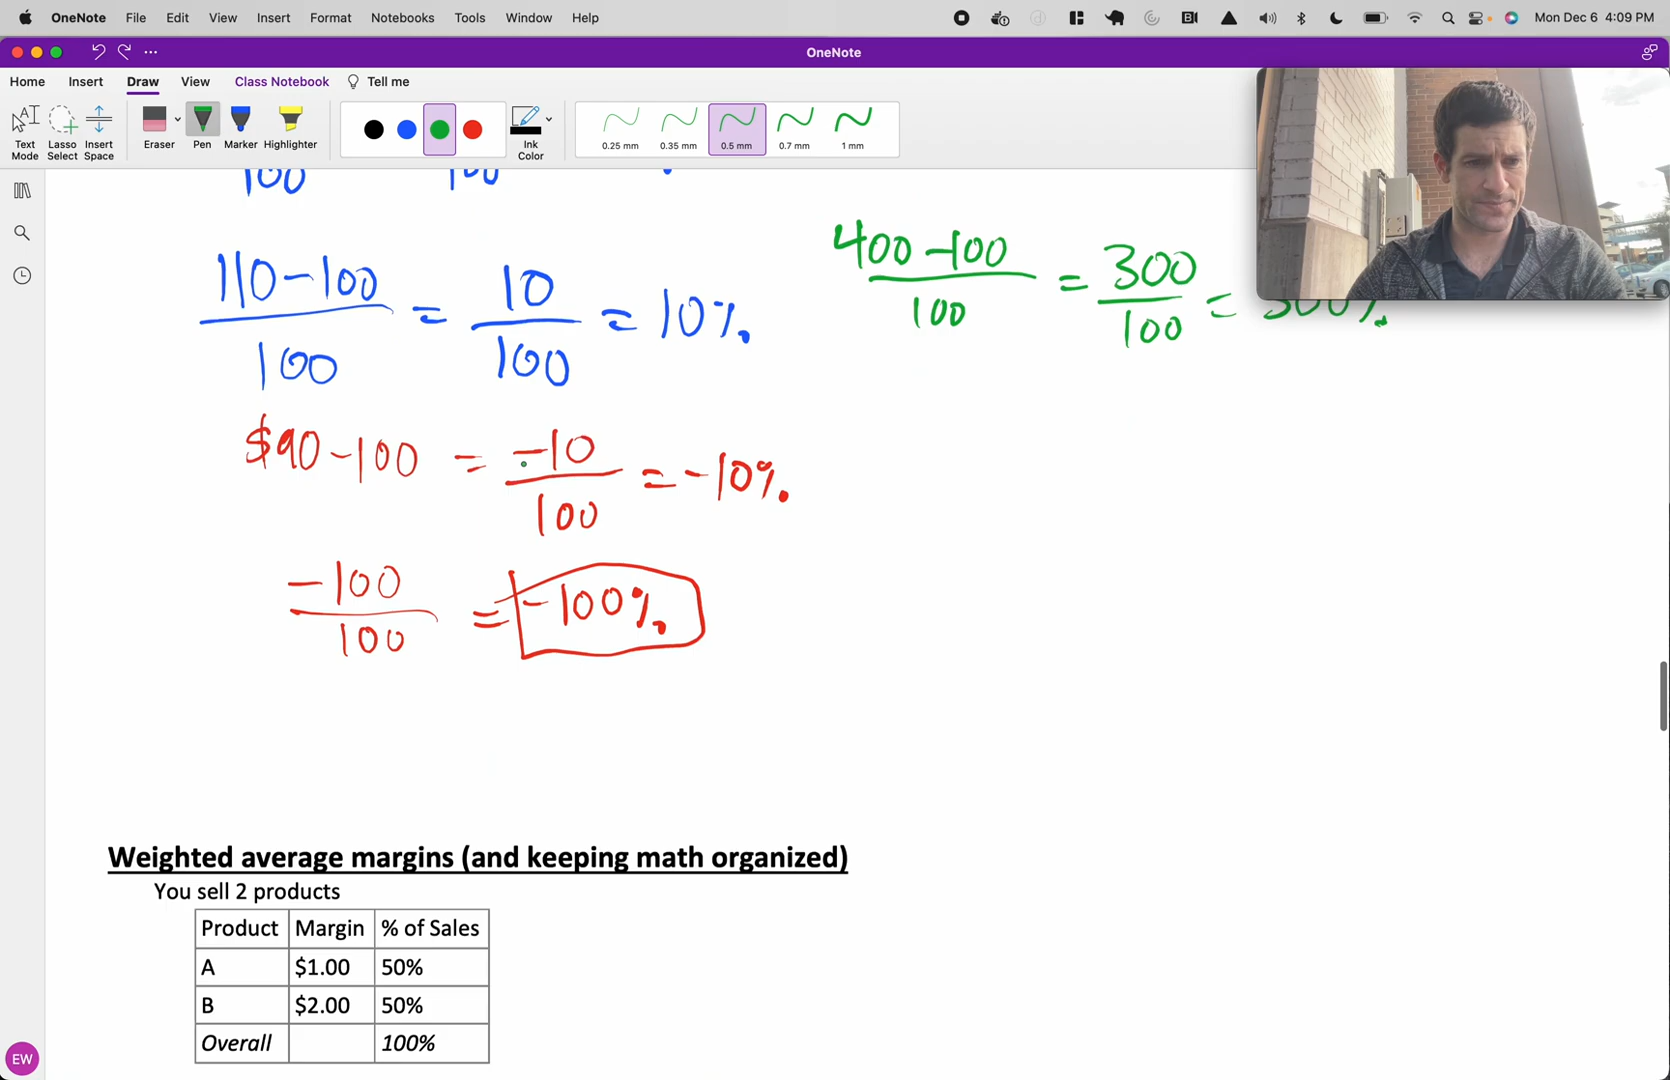 OneNote File Edit View Insert Format Notebooks Tools Window Help Mon Dec 6 4:09 PM
OneNote
Home Insert Draw View Class Notebook Tell me
Text Mode
Lasso Select
Insert Space
Eraser
Pen
Marker
Highlighter
Ink Color
0.25 mm
0.35 mm
0.5 mm
0.7 mm
1 mm
100 100
110-100 / 100 = 10 / 100 = 10%
400-100 / 100 = 300 / 100 = 300%
$90-100 = -10 / 100 = -10%
-100 / 100 = -100%
Weighted average margins (and keeping math organized)
You sell 2 products
Product Margin % of Sales
A $1.00 50%
B $2.00 50%
Overall 100%
EW